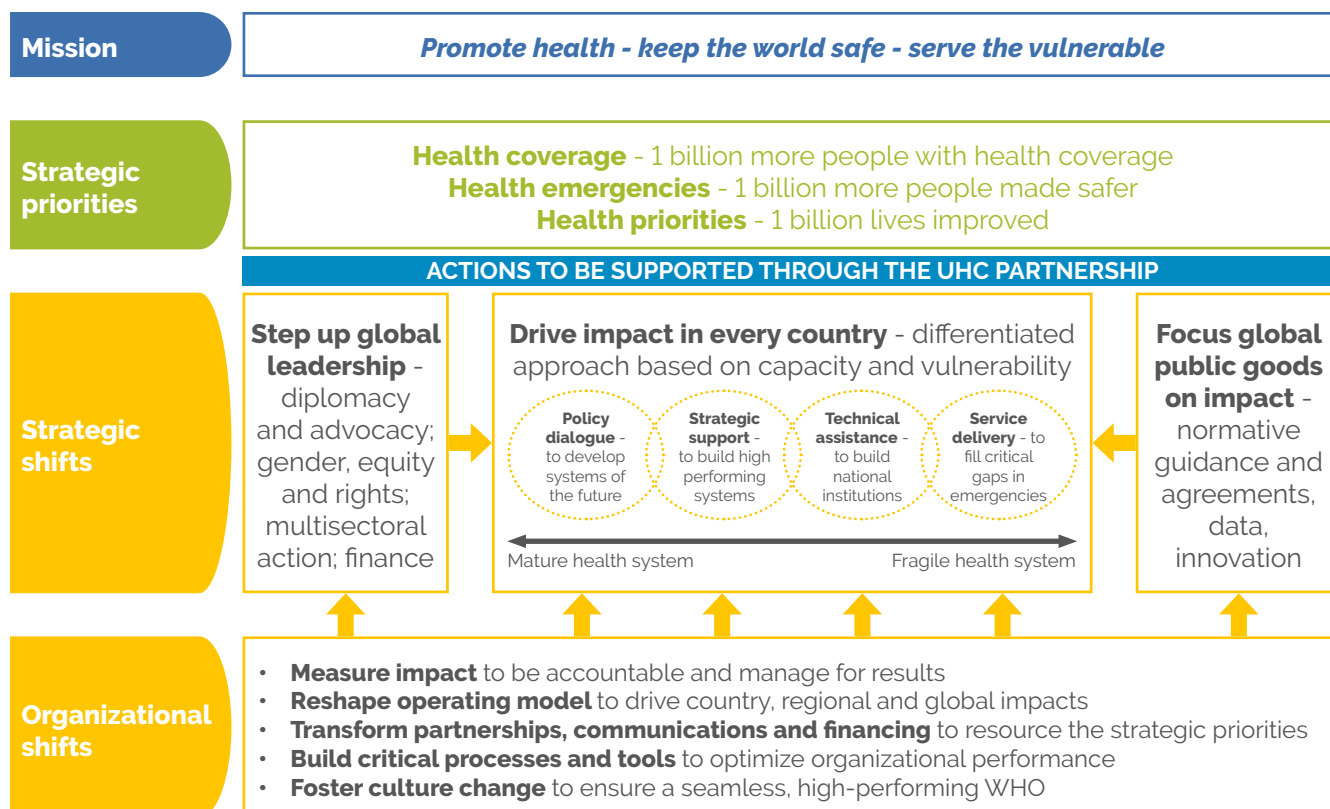 Mission
Promote health - keep the world safe - serve the vulnerable
Strategic
priorities
Health coverage - 1 billion more people with health coverage
Health emergencies - 1 billion more people made safer
Health priorities - 1 billion lives improved
ACTIONS TO BE SUPPORTED THROUGH THE UHC PARTNERSHIP
Strategic
shifts
Step up global
leadership -
diplomacy
and advocacy;
gender, equity
and rights;
multisectoral
action; finance
Drive impact in every country - differentiated
approach based on capacity and vulnerability
Policy
dialogue -
to develop
systems of
the future
Strategic
support -
to build high
performing
systems
Technical
assistance -
to build
national
institutions
Service
delivery - to
fill critical
gaps in
emergencies
Mature health system
Fragile health system
Focus global
public goods
on impact -
normative
guidance and
agreements,
data,
innovation
Organizational
shifts
• Measure impact to be accountable and manage for results
• Reshape operating model to drive country, regional and global impacts
• Transform partnerships, communications and financing to resource the strategic priorities
• Build critical processes and tools to optimize organizational performance
• Foster culture change to ensure a seamless, high-performing WHO